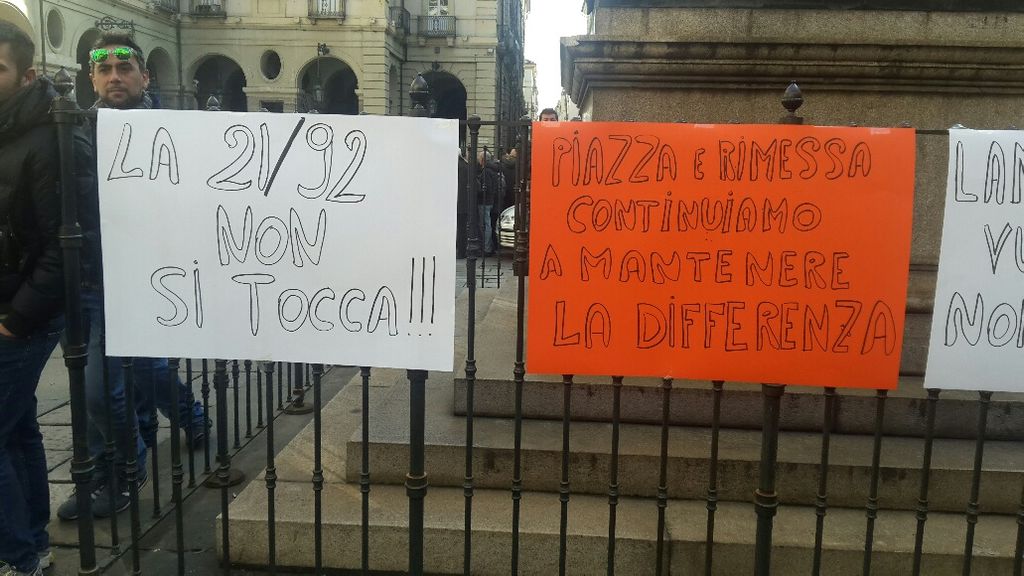 LA 21/92
NON
SI TOCCA!!!
PIAZZA E RIMESSA
CONTINUIAMO
A MANTENERE
LA DIFFERENZA